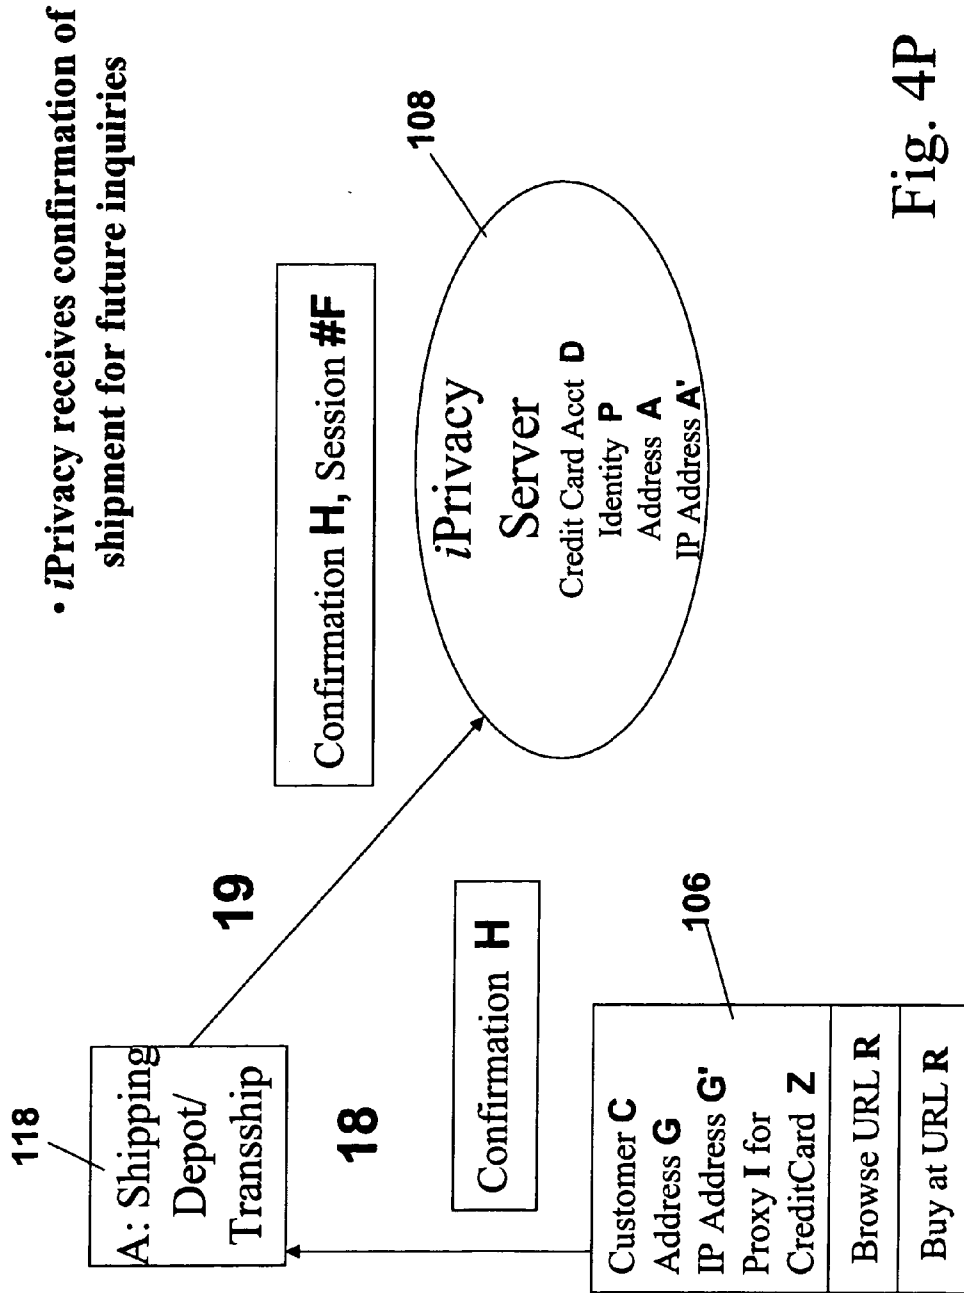 • iPrivacy receives confirmation of
shipment for future inquiries
118
A: Shipping
Depot/
Transship
19
Confirmation H, Session #F
108
iPrivacy
Server
Credit Card Acct D
Identity P
Address A
IP Address A'
18
Confirmation H
106
Customer C
Address G
IP Address G'
Proxy I for
CreditCard Z
Browse URL R
Buy at URL R
Fig. 4P